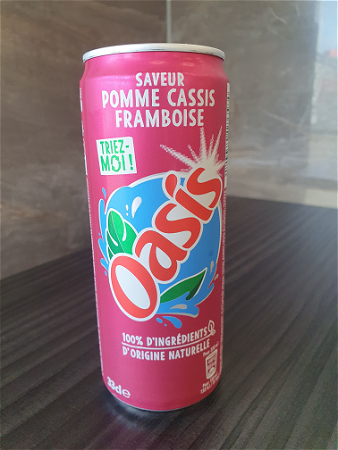 SAVEUR
POMME CASSIS
FRAMBOISE
TRIEZ-
MOI !
Oasis
100% D'INGRÉDIENTS
D'ORIGINE NATURELLE
33cl e